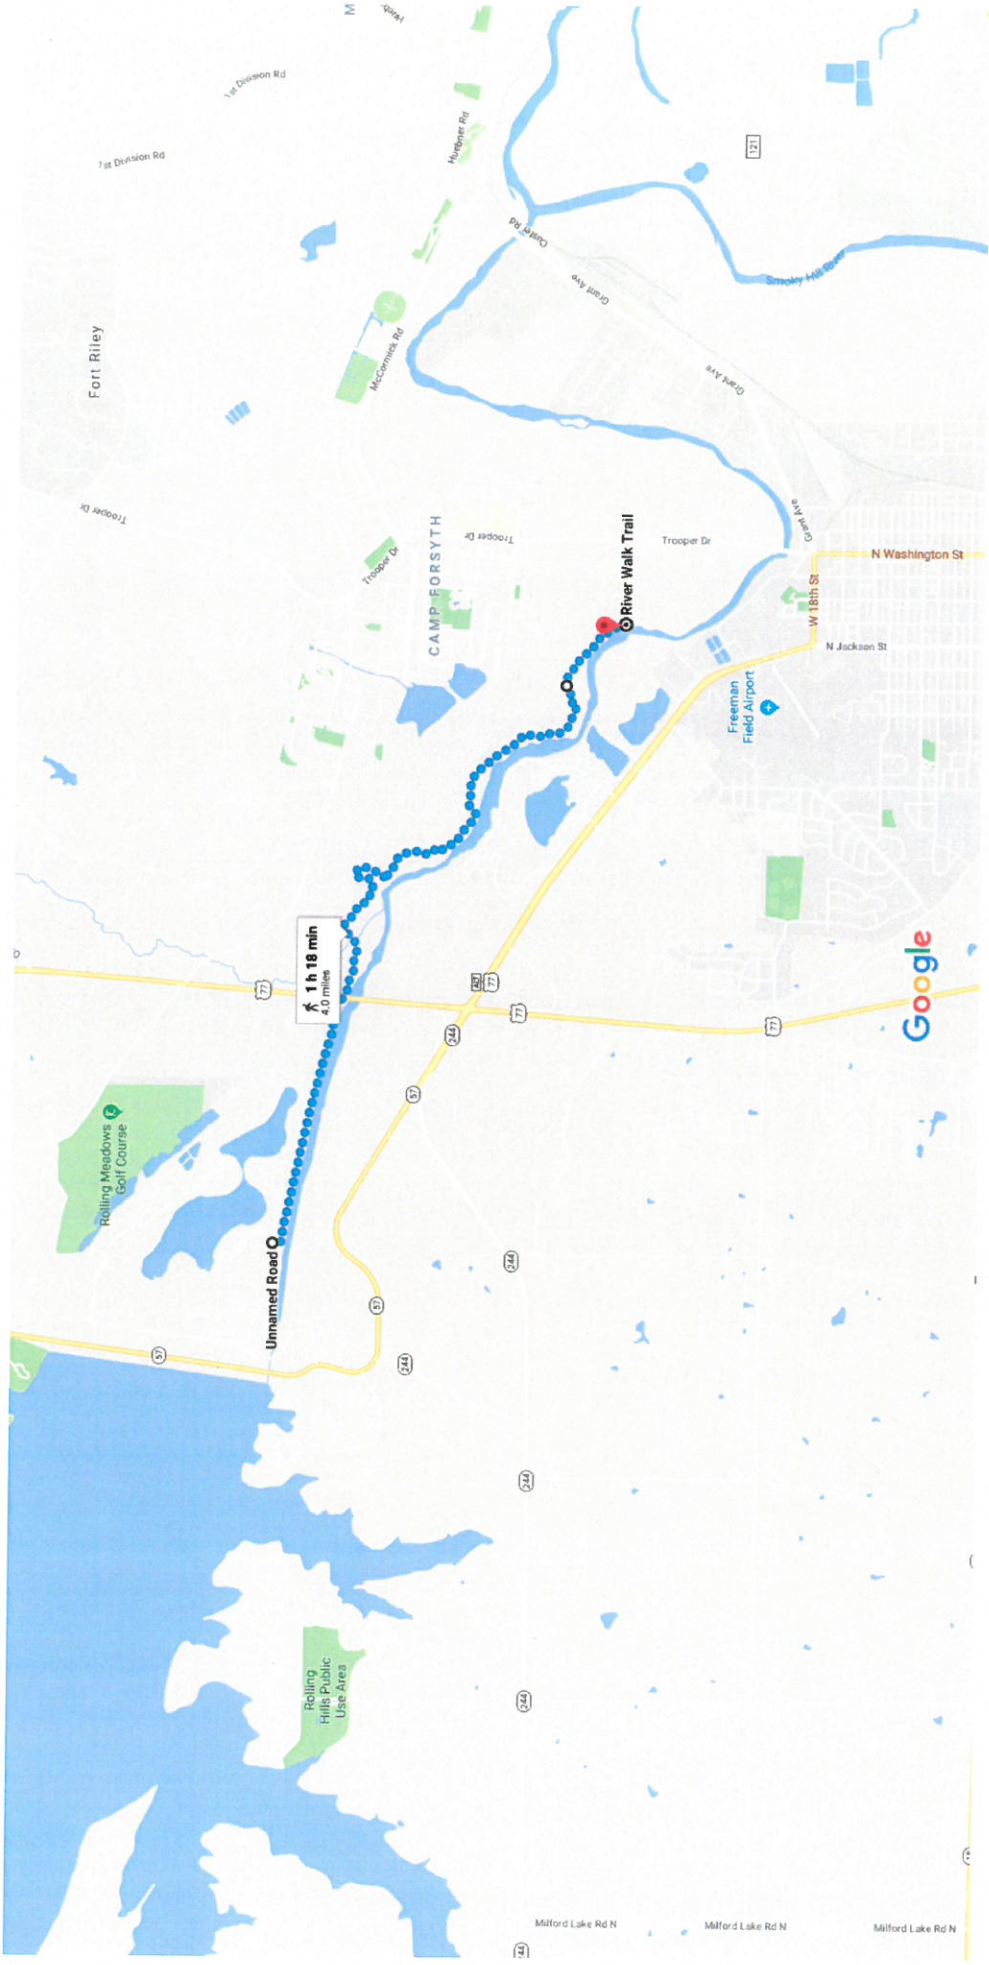 1st Division Rd
1st Division Rd
Huebner Rd
121
Custer Rd
Grant Ave
Smoky Hill River
Fort Riley
McCormick Rd
Grant Ave
Trooper Dr
Trooper Dr
CAMP FORSYTH
Trooper Dr
Trooper Dr
Grant Ave
River Walk Trail
N Washington St
W 18th St
N Jackson St
Freeman
Field Airport
1 h 18 min
4.0 miles
77
ALT
77
77
77
244
57
Google
Rolling Meadows
Golf Course
Unnamed Road
244
57
57
244
244
Rolling
Hills Public
Use Area
244
244
Milford Lake Rd N
Milford Lake Rd N
Milford Lake Rd N